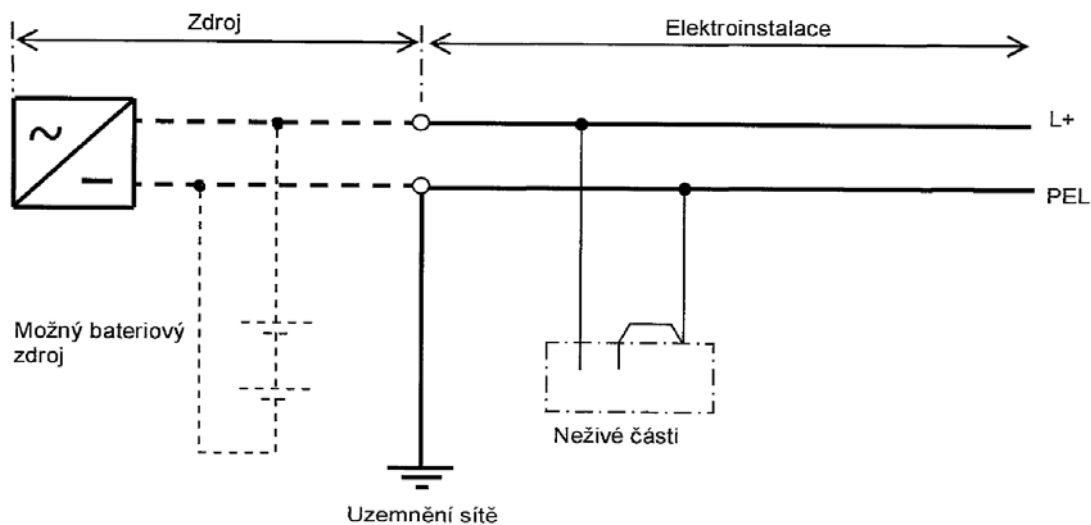 Zdroj
Elektroinstalace
L+
PEL
Možný bateriový
zdroj
Neživé části
Uzemnění sítě